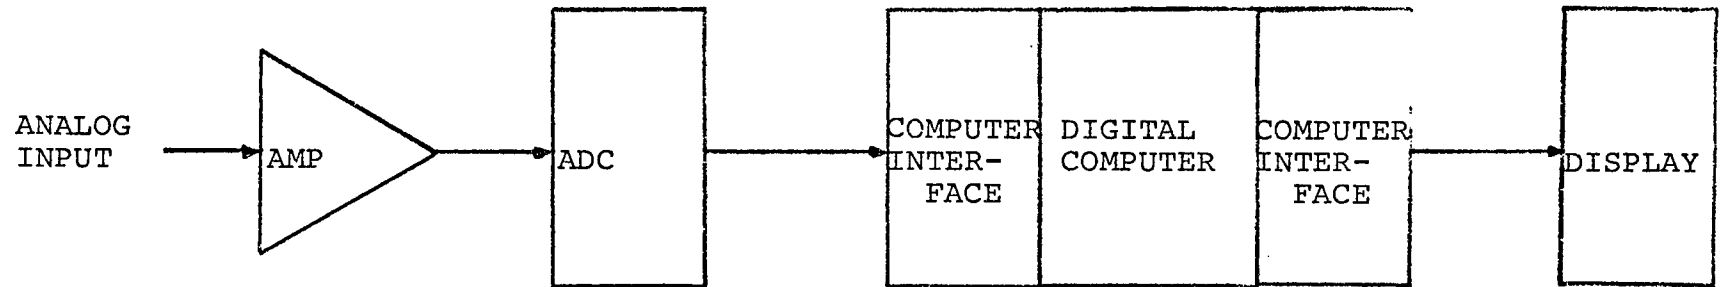 ANALOG
INPUT
AMP
ADC
COMPUTER
INTER-
FACE
DIGITAL
COMPUTER
COMPUTER
INTER-
FACE
DISPLAY